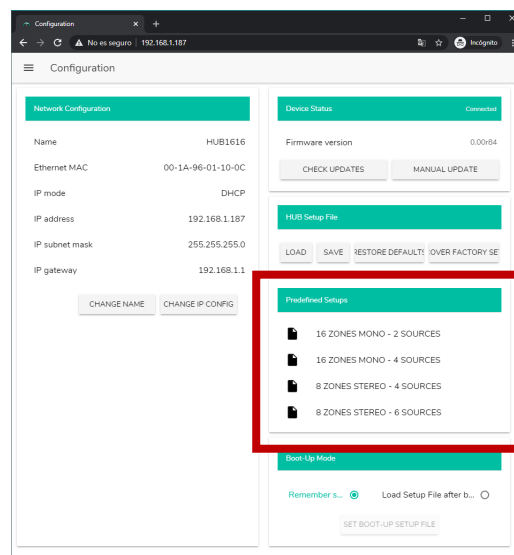 Configuration
No es seguro 192.168.1.187
Incógnito
Configuration
Network Configuration
Name HUB1616
Ethernet MAC 00-1A-96-01-10-0C
IP mode DHCP
IP address 192.168.1.187
IP subnet mask 255.255.255.0
IP gateway 192.168.1.1
CHANGE NAME CHANGE IP CONFIG
Device Status Connected
Firmware version 0.00r84
CHECK UPDATES MANUAL UPDATE
HUB Setup File
LOAD SAVE RESTORE DEFAULTS OVER FACTORY SE
Predefined Setups
16 ZONES MONO - 2 SOURCES
16 ZONES MONO - 4 SOURCES
8 ZONES STEREO - 4 SOURCES
8 ZONES STEREO - 6 SOURCES
Boot-Up Mode
Remember s... Load Setup File after b...
SET BOOT-UP SETUP FILE